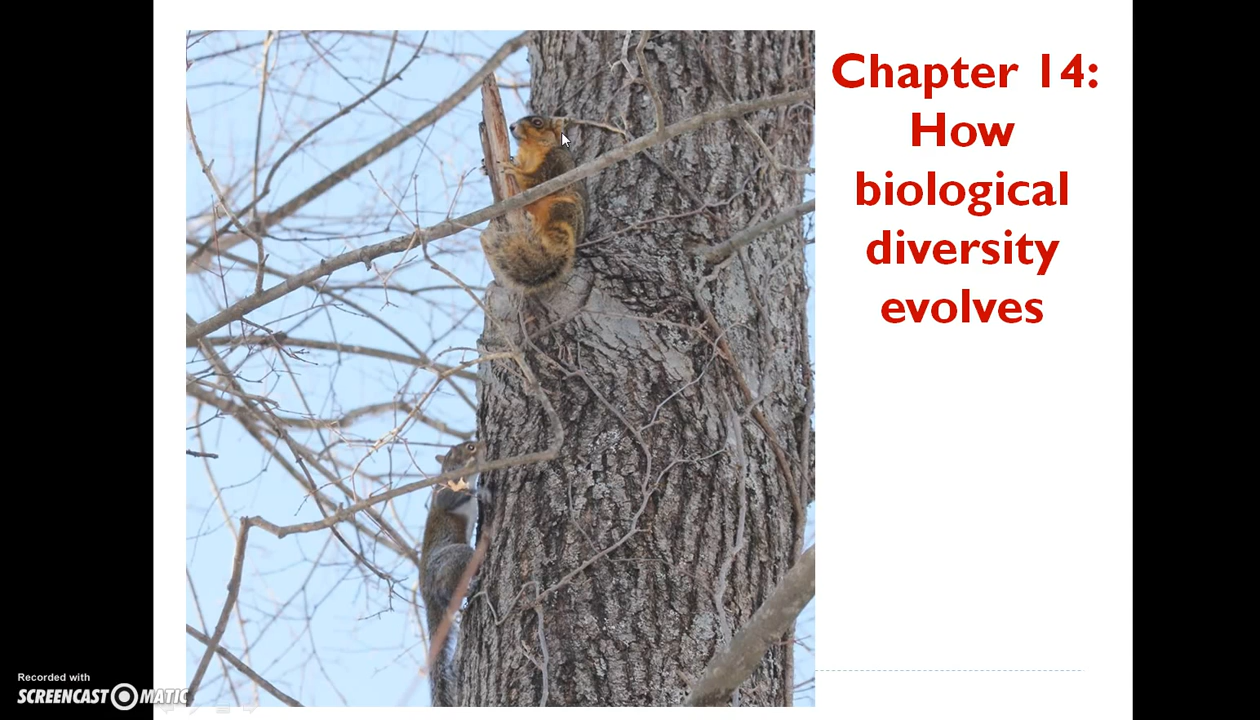 Chapter 14:
How
biological
diversity
evolves
Recorded with
SCREENCAST MATIC